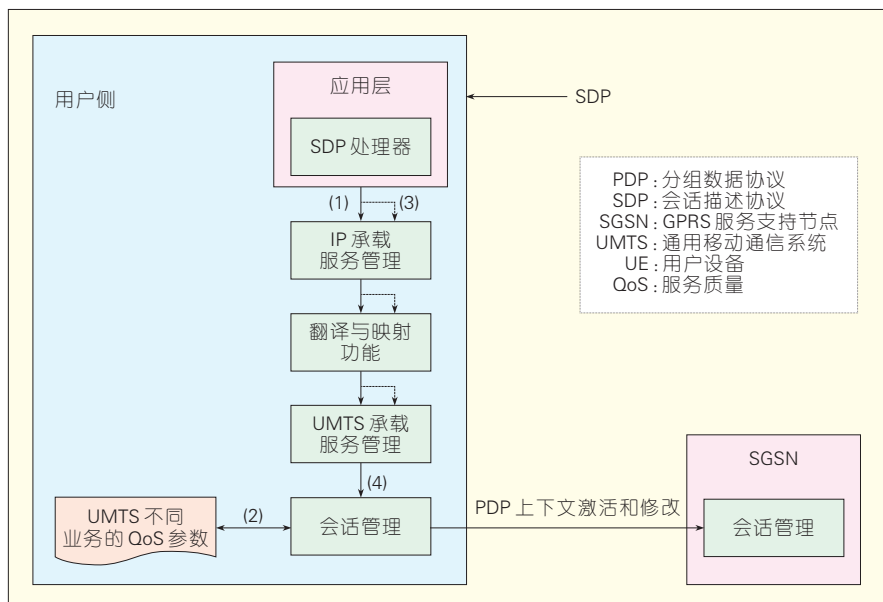 用户侧
应用层
SDP 处理器
SDP
(1)
(3)
IP 承载
服务管理
翻译与映射
功能
UMTS 承载
服务管理
(4)
UMTS 不同
业务的 QoS 参数
(2)
会话管理
PDP 上下文激活和修改
SGSN
会话管理
PDP:分组数据协议
SDP:会话描述协议
SGSN:GPRS 服务支持节点
UMTS:通用移动通信系统
UE:用户设备
QoS:服务质量